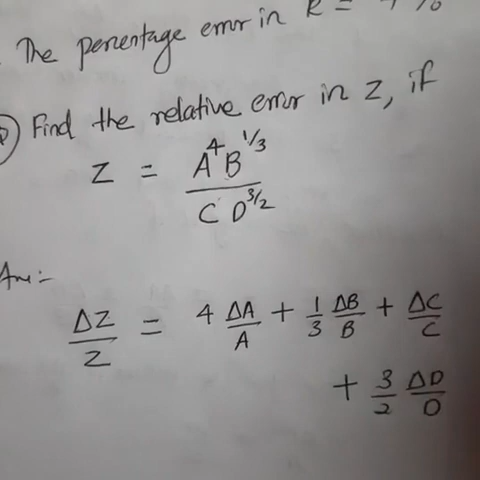 The percentage error in R = %
Find the relative error in Z, if
Z = A⁴B^1/3 / C D^3/2
Ans:-
ΔZ/Z = 4 ΔA/A + 1/3 ΔB/B + ΔC/C
+ 3/2 ΔD/D